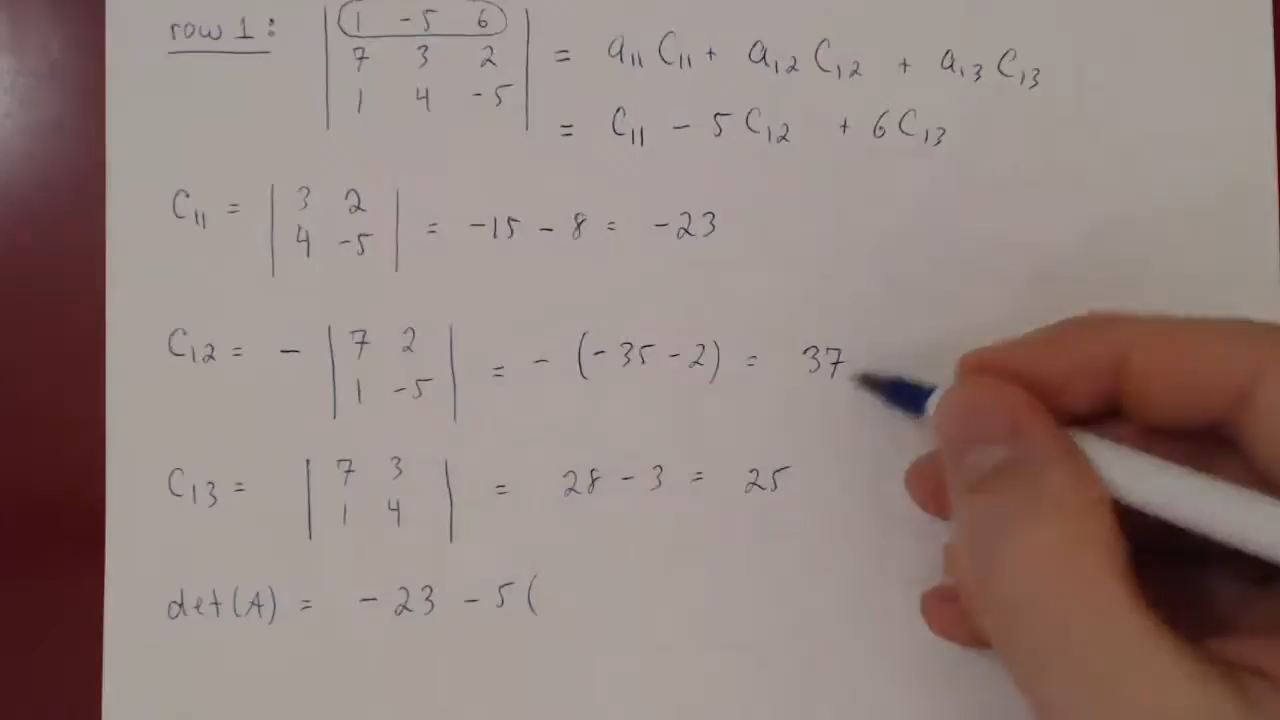 row 1: | 1 -5 6 |
| 7 3 2 | = a11 C11 + a12 C12 + a13 C13
| 1 4 -5 |
= C11 - 5 C12 + 6 C13
C11 = | 3 2 |
| 4 -5 | = -15 - 8 = -23
C12 = - | 7 2 |
| 1 -5 | = - (-35 - 2) = 37
C13 = | 7 3 |
| 1 4 | = 28 - 3 = 25
det(A) = -23 - 5 (